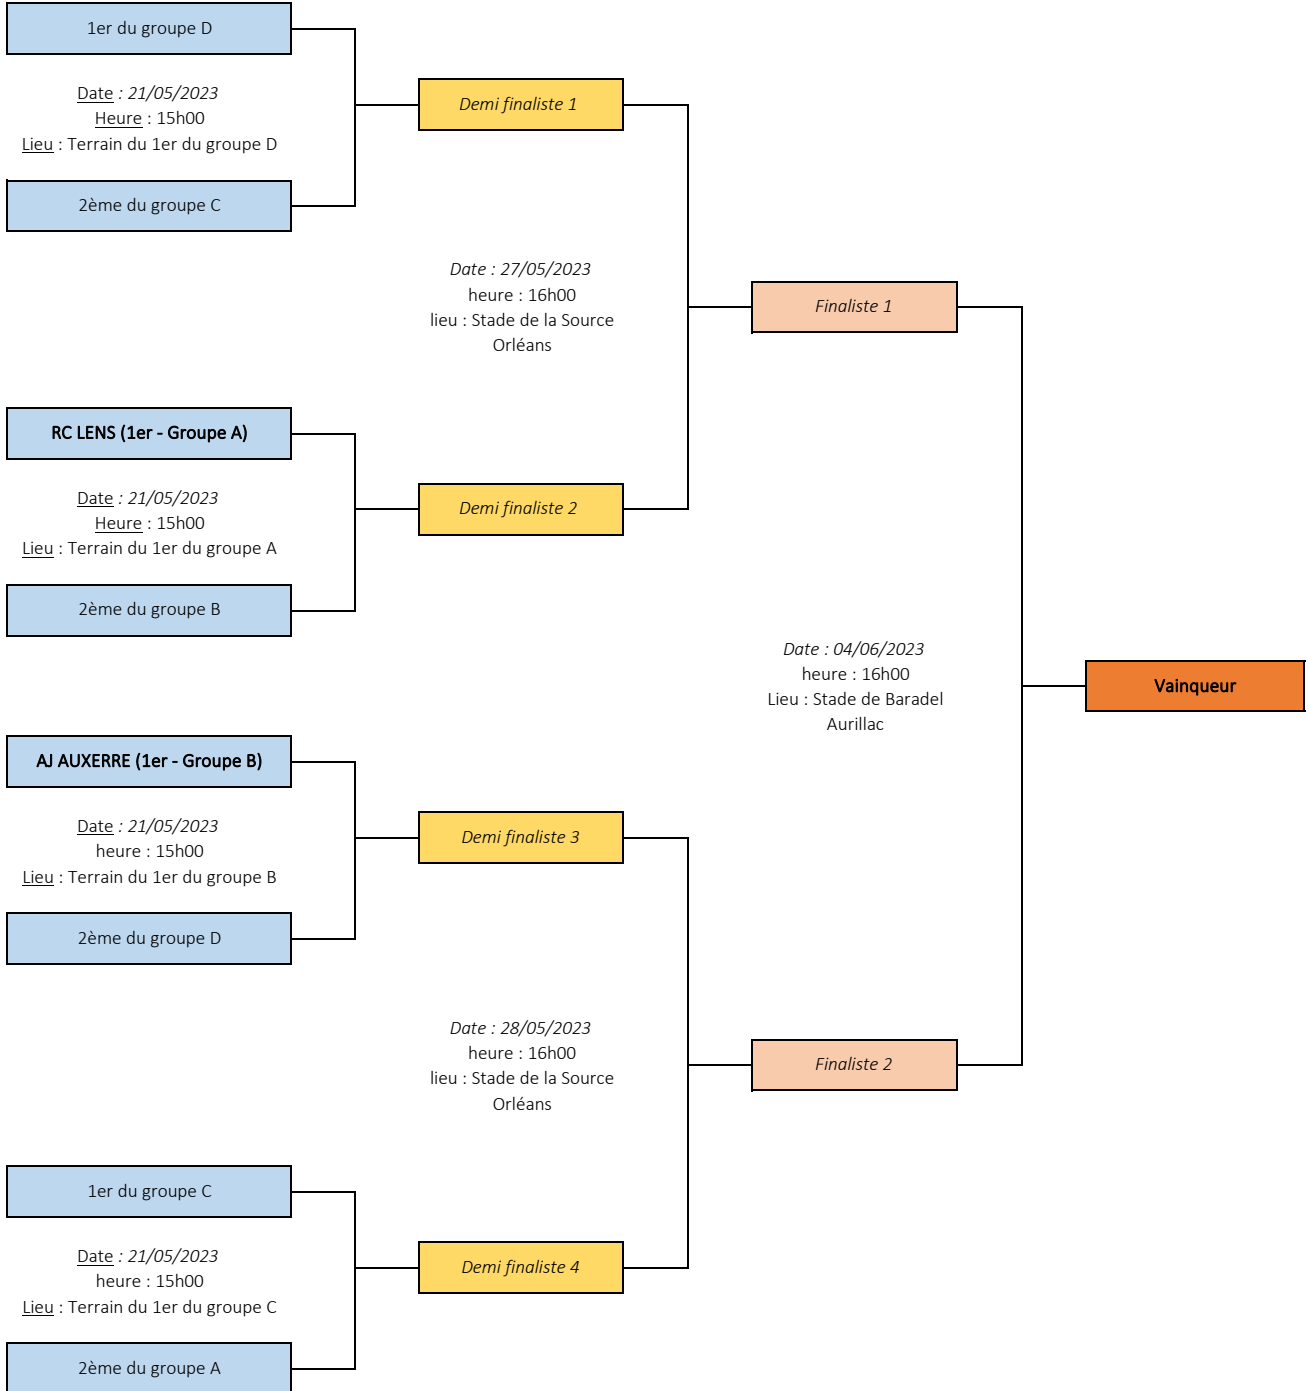 1er du groupe D
Date : 21/05/2023
Heure : 15h00
Lieu : Terrain du 1er du groupe D
2ème du groupe C
Demi finaliste 1
Date : 27/05/2023
heure : 16h00
lieu : Stade de la Source
Orléans
Finaliste 1
RC LENS (1er - Groupe A)
Date : 21/05/2023
Heure : 15h00
Lieu : Terrain du 1er du groupe A
2ème du groupe B
Demi finaliste 2
Date : 04/06/2023
heure : 16h00
Lieu : Stade de Baradel
Aurillac
Vainqueur
AJ AUXERRE (1er - Groupe B)
Date : 21/05/2023
heure : 15h00
Lieu : Terrain du 1er du groupe B
2ème du groupe D
Demi finaliste 3
Date : 28/05/2023
heure : 16h00
lieu : Stade de la Source
Orléans
Finaliste 2
1er du groupe C
Date : 21/05/2023
heure : 15h00
Lieu : Terrain du 1er du groupe C
2ème du groupe A
Demi finaliste 4